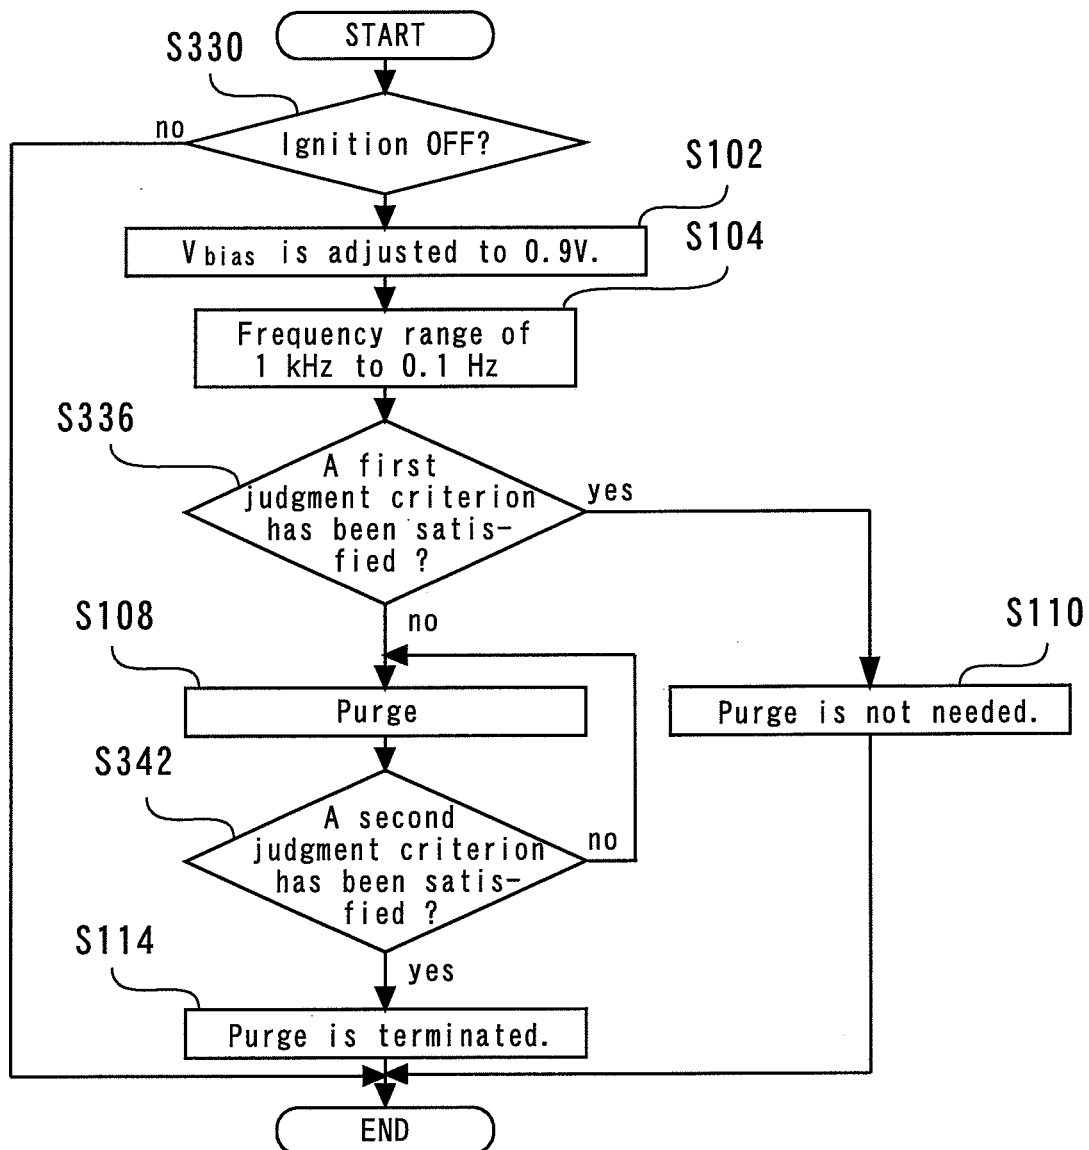 START
S330
no
Ignition OFF?
S102
Vbias is adjusted to 0.9V.
S104
Frequency range of
1 kHz to 0.1 Hz
S336
A first
judgment criterion
has been satis-
fied ?
yes
no
S108
S110
Purge
Purge is not needed.
S342
A second
judgment criterion
has been satis-
fied ?
no
S114
yes
Purge is terminated.
END